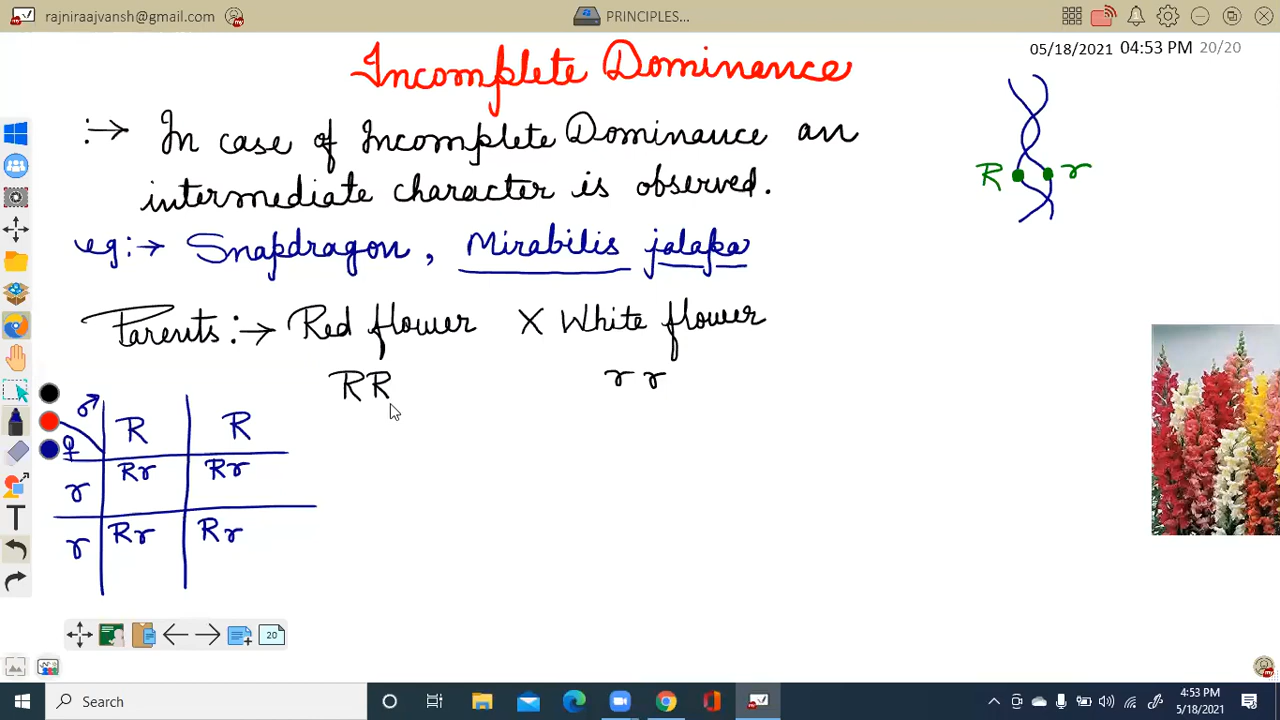 rajniraajvansh@gmail.com
PRINCIPLES...
05/18/2021 04:53 PM 20/20
Incomplete Dominance
:→ In case of Incomplete Dominance an
intermediate character is observed.
eg:→ Snapdragon, Mirabilis jalapa
R r
Parents:→ Red flower X White flower
RR rr
♂ R R
♀
r Rr Rr
r Rr Rr
T
20
Search
4:53 PM
5/18/2021